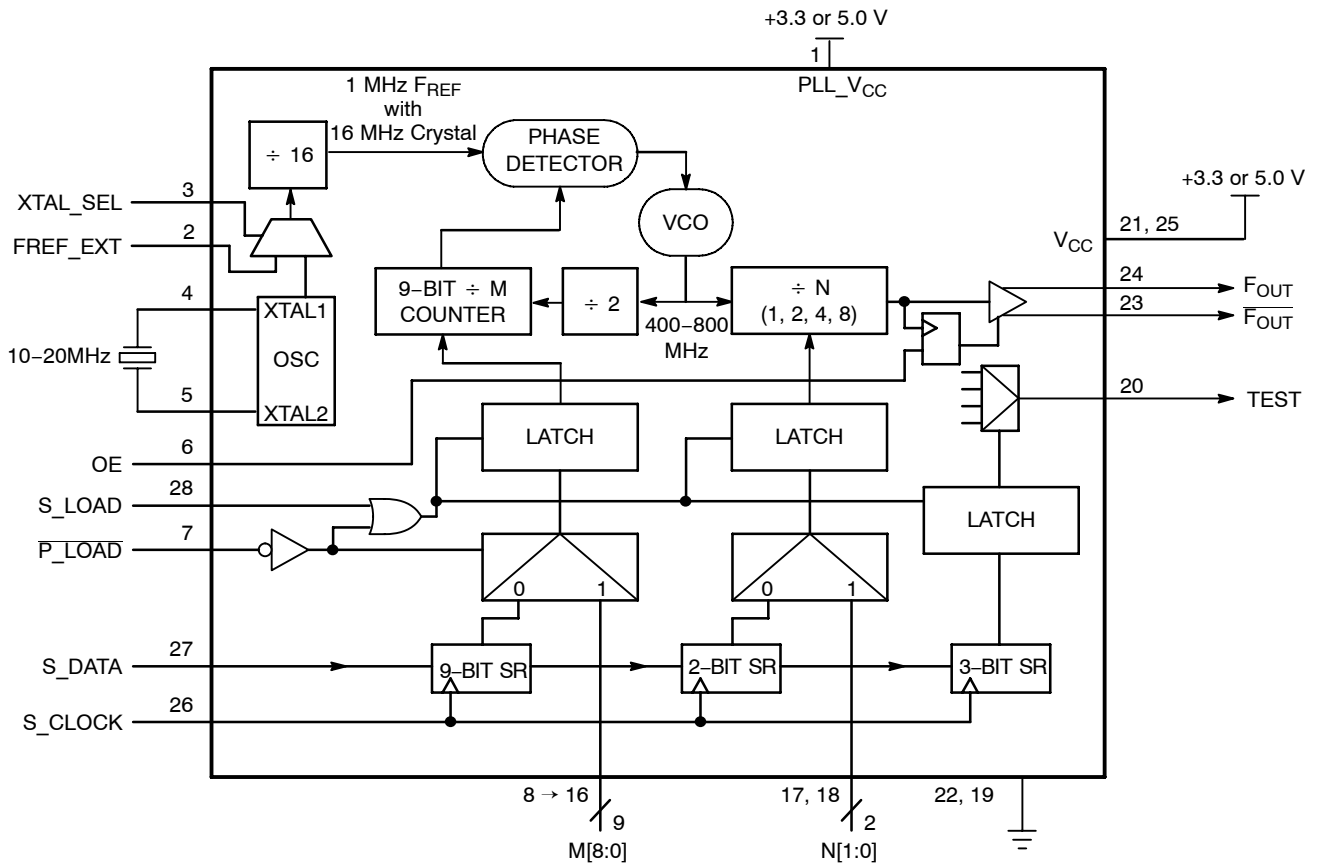 +3.3 or 5.0 V
1
PLL_VCC
1 MHz FREF
with
16 MHz Crystal
÷ 16
PHASE
DETECTOR
+3.3 or 5.0 V
XTAL_SEL
3
VCO
21, 25
VCC
FREF_EXT
2
9−BIT ÷ M
COUNTER
÷ 2
÷ N
(1, 2, 4, 8)
24
FOUT
23
FOUT
400−800
MHz
4
XTAL1
10−20MHz
OSC
5
XTAL2
20
TEST
LATCH
LATCH
6
OE
28
S_LOAD
LATCH
7
P_LOAD
0
1
0
1
27
S_DATA
9−BIT SR
2−BIT SR
3−BIT SR
26
S_CLOCK
8 → 16
9
M[8:0]
17, 18
2
N[1:0]
22, 19